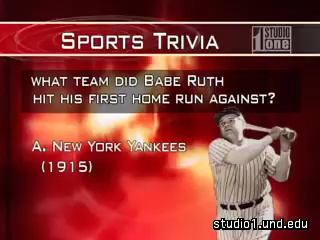 SPORTS TRIVIA
1 STUDIO
one
WHAT TEAM DID BABE RUTH
HIT HIS FIRST HOME RUN AGAINST?
A. NEW YORK YANKEES
(1915)
studio1.und.edu